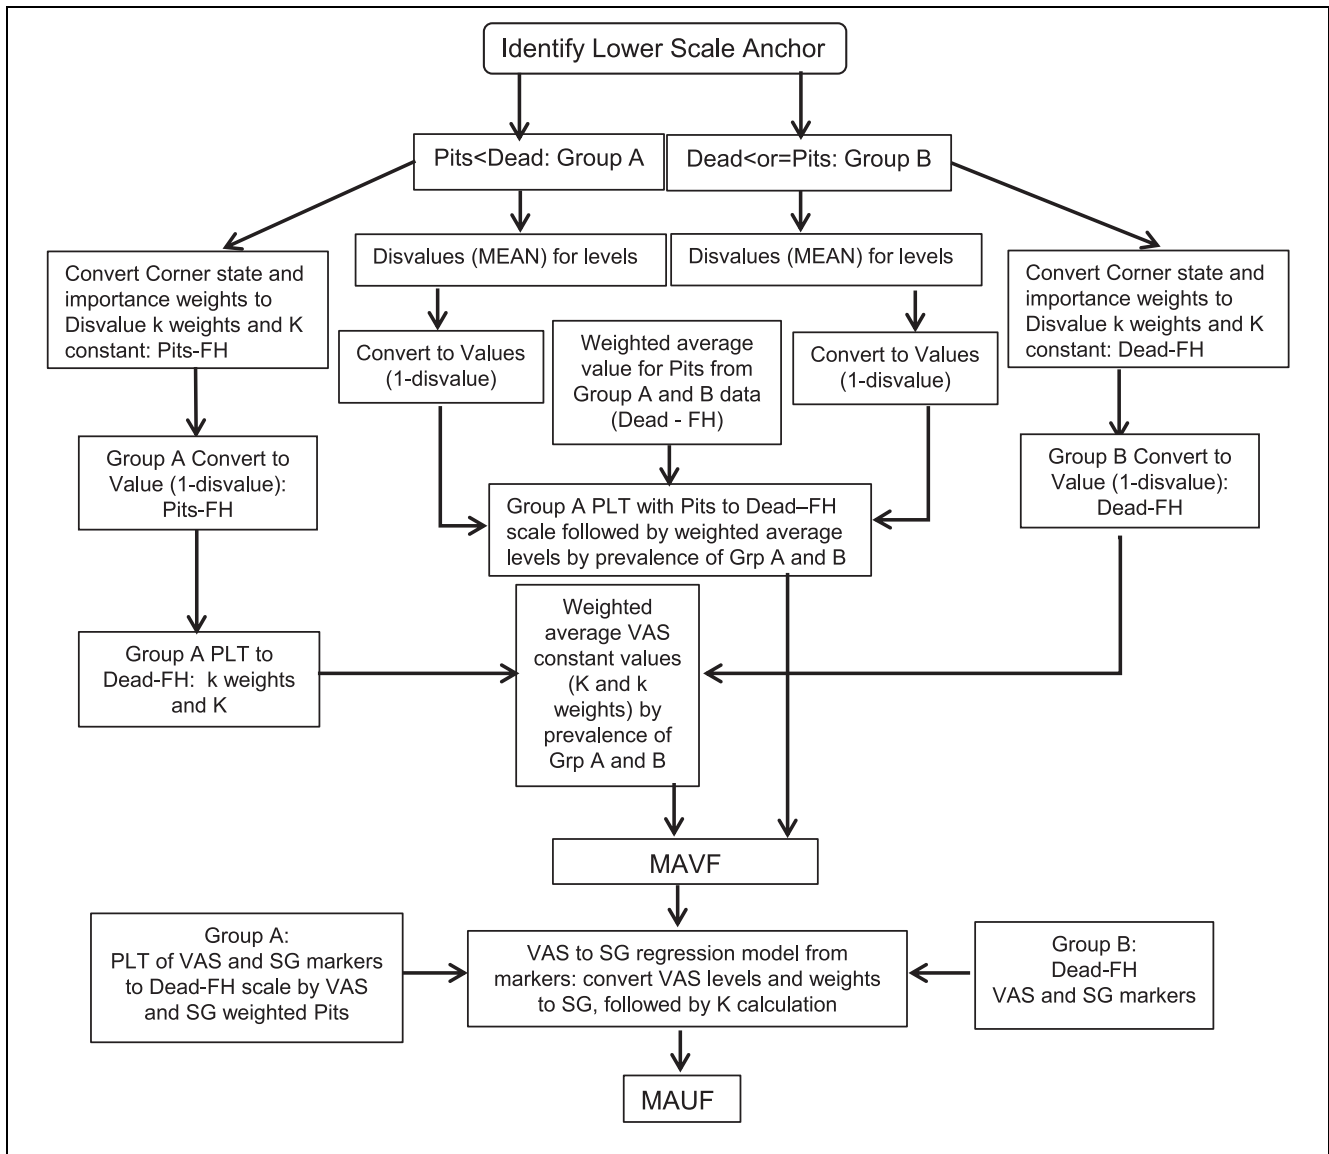 Identify Lower Scale Anchor
Pits<Dead: Group A
Dead<or=Pits: Group B
Disvalues (MEAN) for levels
Disvalues (MEAN) for levels
Convert Corner state and
importance weights to
Disvalue k weights and K
constant: Pits-FH
Convert Corner state and
importance weights to
Disvalue k weights and K
constant: Dead-FH
Convert to Values
(1-disvalue)
Weighted average
value for Pits from
Group A and B data
(Dead - FH)
Convert to Values
(1-disvalue)
Group A Convert to
Value (1-disvalue):
Pits-FH
Group B Convert to
Value (1-disvalue):
Dead-FH
Group A PLT with Pits to Dead–FH
scale followed by weighted average
levels by prevalence of Grp A and B
Group A PLT to
Dead-FH: k weights
and K
Weighted
average VAS
constant values
(K and k
weights) by
prevalence of
Grp A and B
MAVF
Group A:
PLT of VAS and SG markers
to Dead-FH scale by VAS
and SG weighted Pits
VAS to SG regression model from
markers: convert VAS levels and weights
to SG, followed by K calculation
Group B:
Dead-FH
VAS and SG markers
MAUF